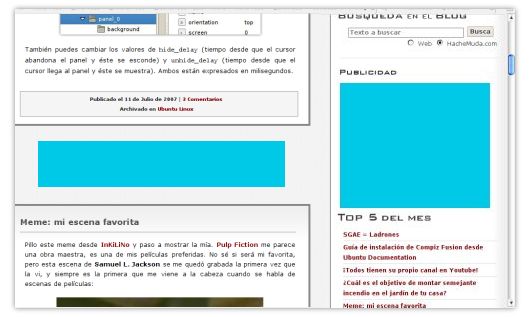 panel_0
background
orientation top
screen 0
También puedes cambiar los valores de hide_delay (tiempo desde que el cursor
abandona el panel y éste se esconde) y unhide_delay (tiempo desde que el
cursor llega al panel y éste se muestra). Ambos están expresados en milisegundos.
Publicado el 11 de Julio de 2007 | 3 Comentarios
Archivado en Ubuntu Linux
Meme: mi escena favorita
Pillo este meme desde InKiLiNo y paso a mostrar la mía. Pulp Fiction me parece
una obra maestra, es una de mis películas preferidas. No sé si será mi favorita,
pero esta escena de Samuel L. Jackson se me quedó grabada la primera vez que
la vi, y siempre es la primera que me viene a la cabeza cuando se habla de
escenas de películas:
Búsqueda en el Blog
Texto a buscar Busca
Web HacheMuda.com
Publicidad
Top 5 del mes
SGAE = Ladrones
Guía de instalación de Compiz Fusion desde
Ubuntu Documentation
¡Todos tienen su propio canal en Youtube!
¿Cuál es el objetivo de montar semejante
incendio en el jardín de tu casa?
Meme: mi escena favorita